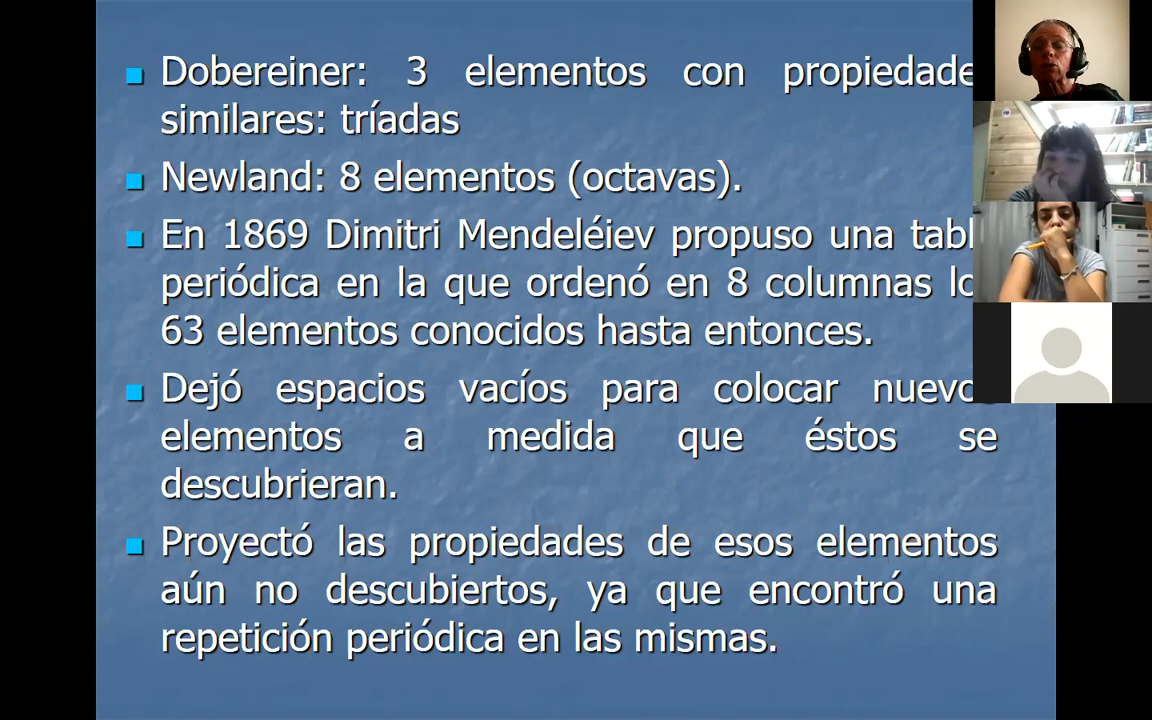 Dobereiner: 3 elementos con propiedade
similares: tríadas
Newland: 8 elementos (octavas).
En 1869 Dimitri Mendeléiev propuso una tabl
periódica en la que ordenó en 8 columnas lo
63 elementos conocidos hasta entonces.
Dejó espacios vacíos para colocar nuevo
elementos a medida que éstos se
descubrieran.
Proyectó las propiedades de esos elementos
aún no descubiertos, ya que encontró una
repetición periódica en las mismas.